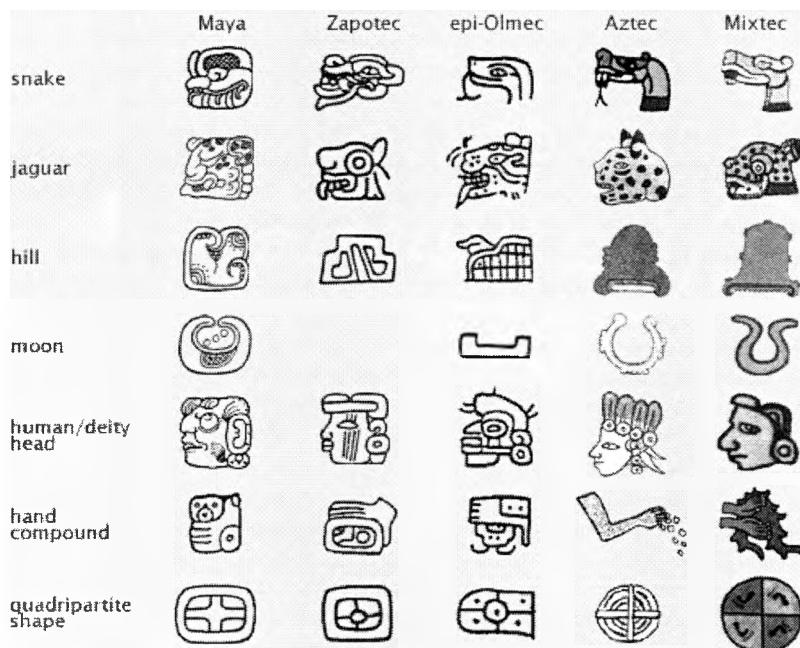 Maya Zapotec epi-Olmec Aztec Mixtec
snake
jaguar
hill
moon
human/deity
head
hand
compound
quadripartite
shape